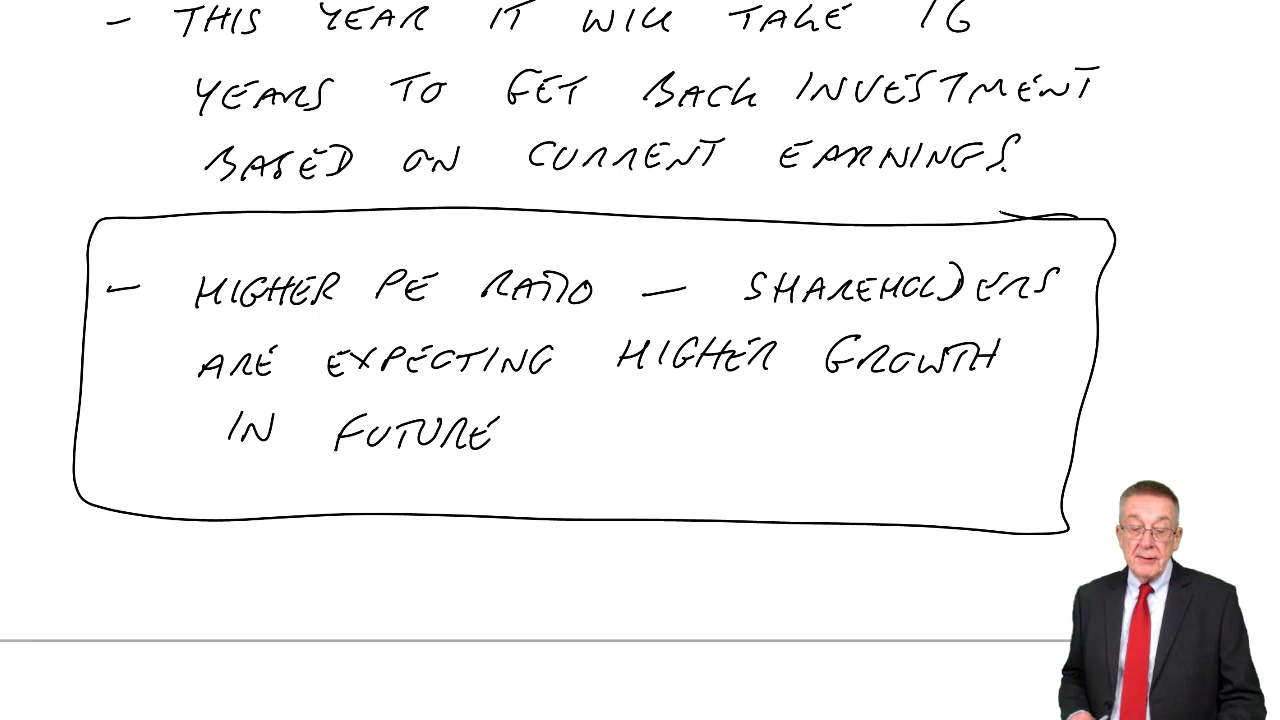 - THIS YEAR IT WILL TAKE 16
YEARS TO GET BACK INVESTMENT
BASED ON CURRENT EARNINGS
- HIGHER PE RATIO - SHAREHOLDERS
ARE EXPECTING HIGHER GROWTH
IN FUTURE